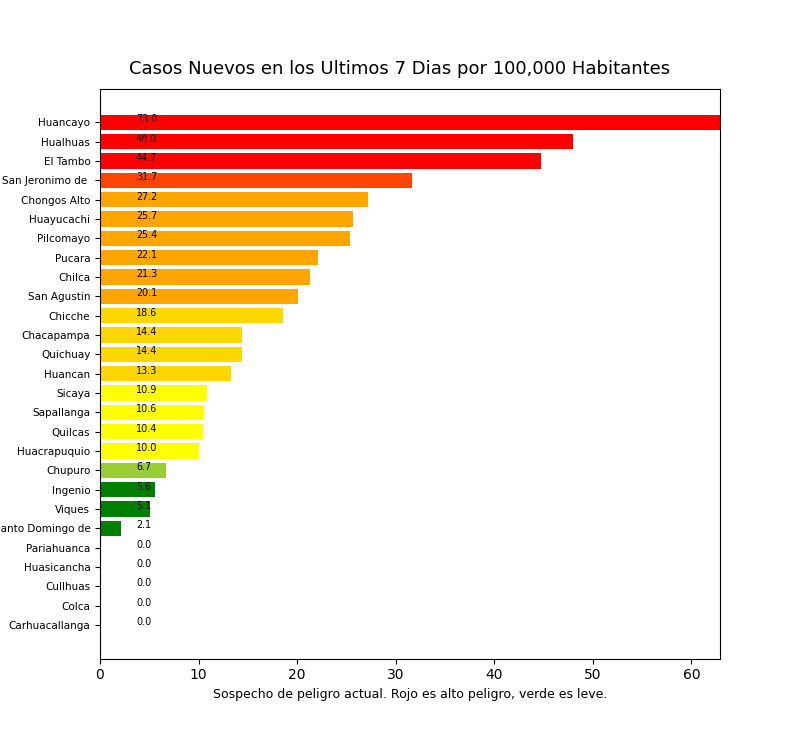 Casos Nuevos en los Ultimos 7 Dias por 100,000 Habitantes
Huancayo 73.0
Hualhuas 48.0
El Tambo 44.7
San Jeronimo de 31.7
Chongos Alto 27.2
Huayucachi 25.7
Pilcomayo 25.4
Pucara 22.1
Chilca 21.3
San Agustin 20.1
Chicche 18.6
Chacapampa 14.4
Quichuay 14.4
Huancan 13.3
Sicaya 10.9
Sapallanga 10.6
Quilcas 10.4
Huacrapuquio 10.0
Chupuro 6.7
Ingenio 5.6
Viques 5.1
anto Domingo de 2.1
Pariahuanca 0.0
Huasicancha 0.0
Cullhuas 0.0
Colca 0.0
Carhuacallanga 0.0
0 10 20 30 40 50 60
Sospecho de peligro actual. Rojo es alto peligro, verde es leve.